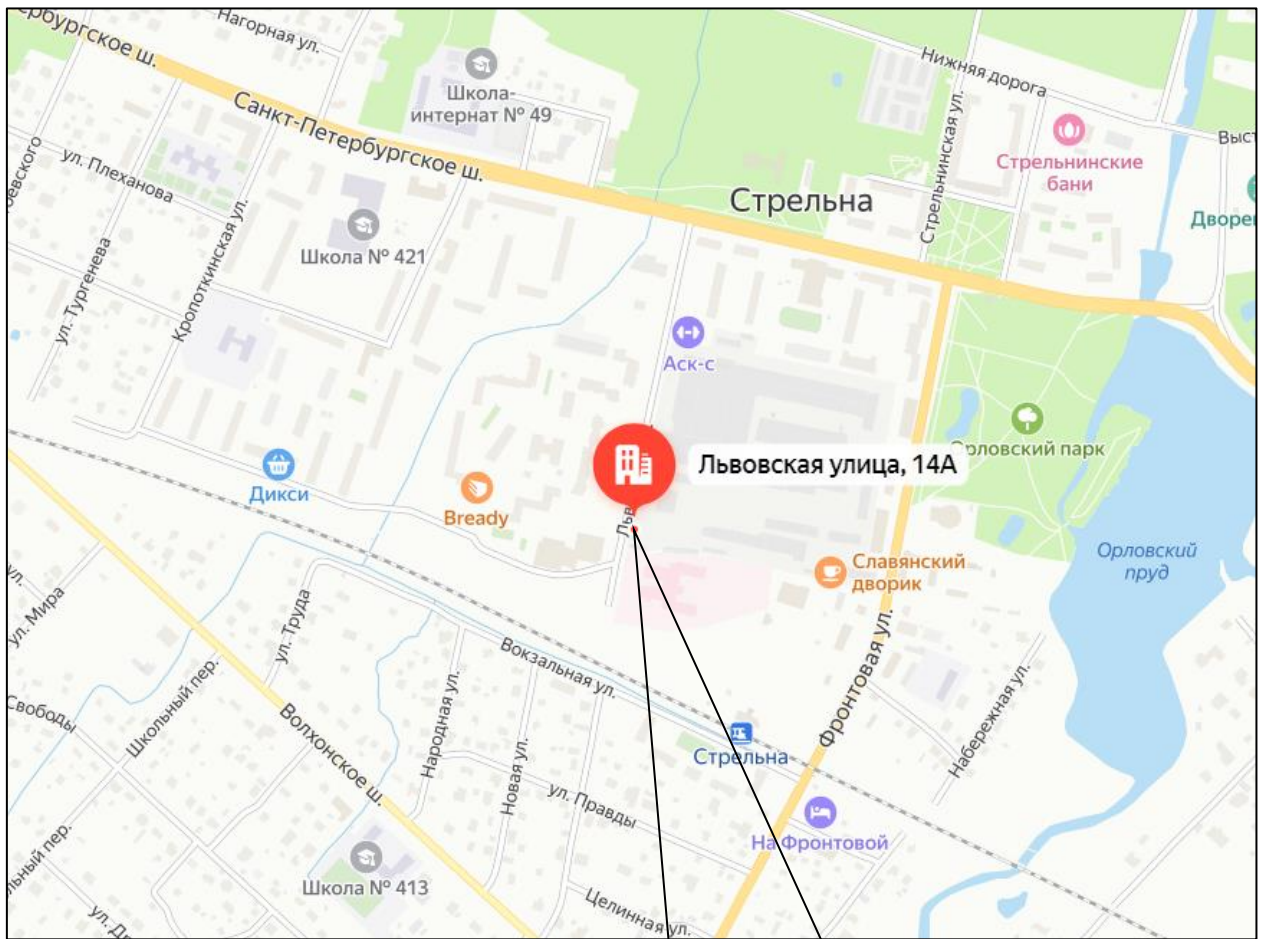 Нагорная ул.
Санкт-Петербургское ш.
Школа-
интернат № 49
Нижняя дорога
Стрельнинские
бани
Стрельнинская ул.
Стрельна
ул. Плеханова
Школа № 421
ул. Тургенева
Кропоткинская ул.
Аск-с
Львовская улица, 14А
Орловский парк
Дикси
Bready
Славянский
дворик
Орловский
пруд
ул. Мира
ул. Труда
Вокзальная ул.
Фронтовая ул.
Набережная ул.
Свободы
Школьный пер.
Волхонское ш.
Народная ул.
Новая ул.
Стрельна
ул. Правды
На Фронтовой
Школа № 413
Целинная ул.